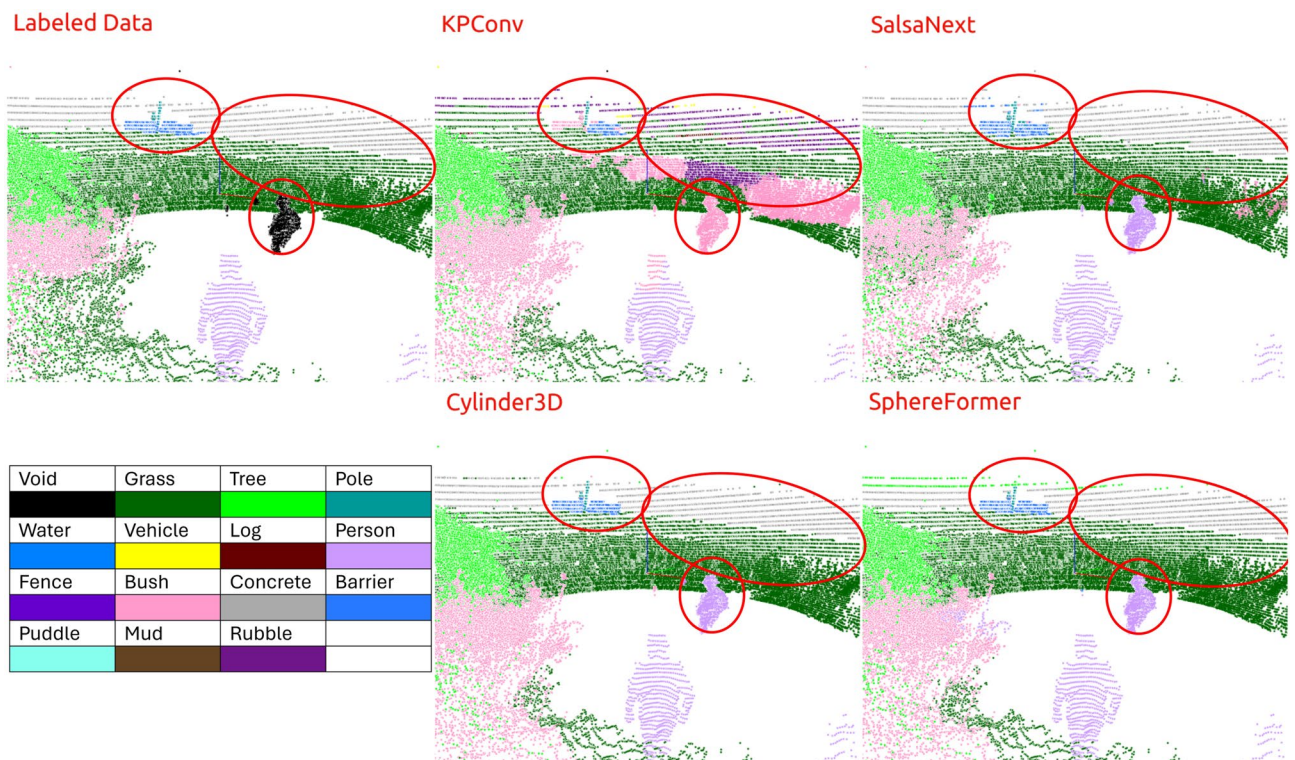 Labeled Data
KPConv
SalsaNext
Cylinder3D
SphereFormer
Void Grass Tree Pole
Water Vehicle Log Person
Fence Bush Concrete Barrier
Puddle Mud Rubble